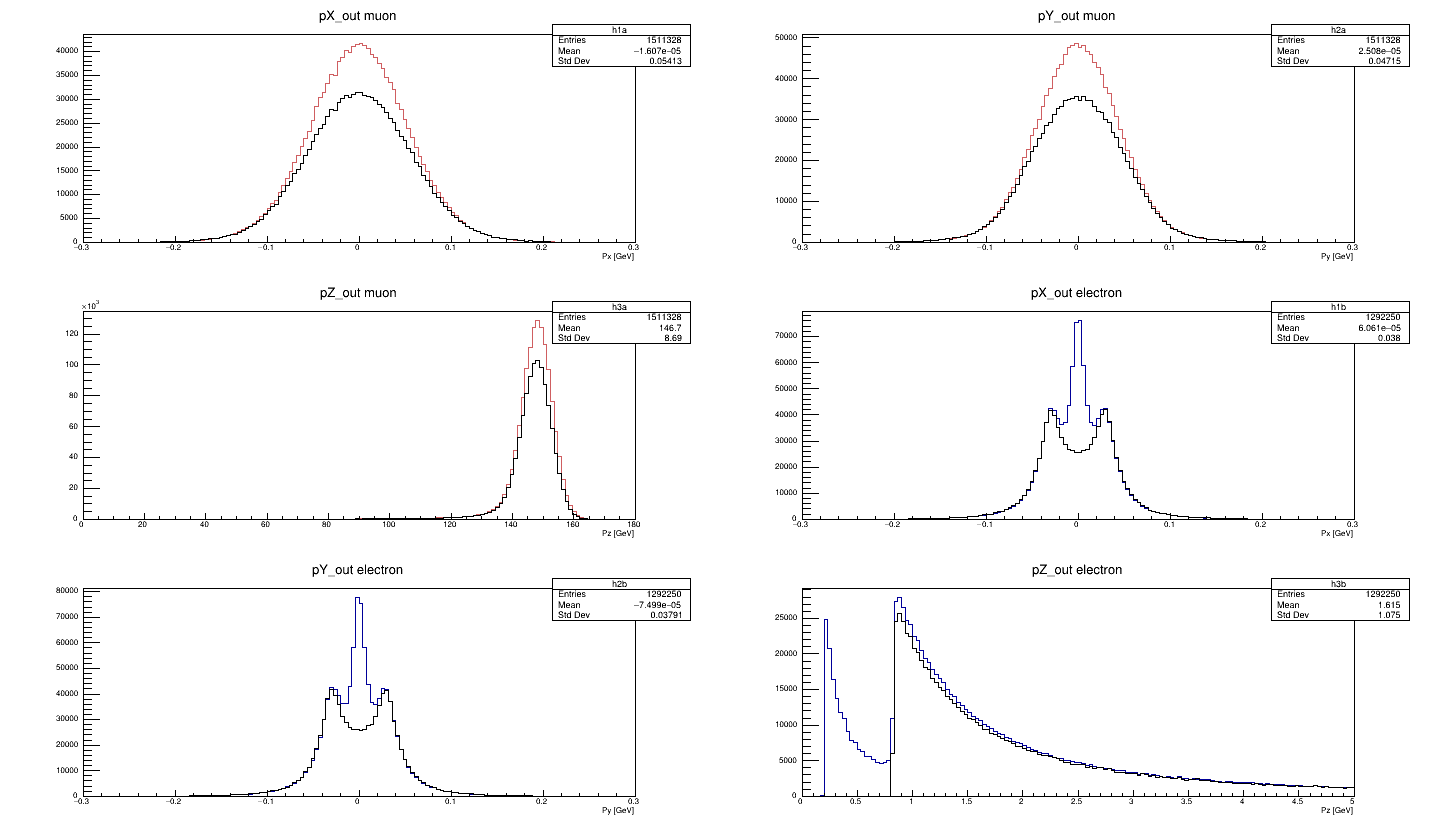 pX_out muon
h1a
Entries 1511328
Mean −1.607e−05
Std Dev 0.05413
40000
35000
30000
25000
20000
15000
10000
5000
0
−0.3 −0.2 −0.1 0 0.1 0.2 0.3
Px [GeV]
pY_out muon
h2a
Entries 1511328
Mean 2.508e−05
Std Dev 0.04715
50000
40000
30000
20000
10000
0
−0.3 −0.2 −0.1 0 0.1 0.2 0.3
Py [GeV]
pZ_out muon
h3a
Entries 1511328
Mean 146.7
Std Dev 8.69
×10³
120
100
80
60
40
20
0
0 20 40 60 80 100 120 140 160 180
Pz [GeV]
pX_out electron
h1b
Entries 1292250
Mean 6.061e−05
Std Dev 0.038
70000
60000
50000
40000
30000
20000
10000
0
−0.3 −0.2 −0.1 0 0.1 0.2 0.3
Px [GeV]
pY_out electron
h2b
Entries 1292250
Mean −7.499e−05
Std Dev 0.03791
80000
70000
60000
50000
40000
30000
20000
10000
0
−0.3 −0.2 −0.1 0 0.1 0.2 0.3
Py [GeV]
pZ_out electron
h3b
Entries 1292250
Mean 1.615
Std Dev 1.075
25000
20000
15000
10000
5000
0
0 0.5 1 1.5 2 2.5 3 3.5 4 4.5 5
Pz [GeV]